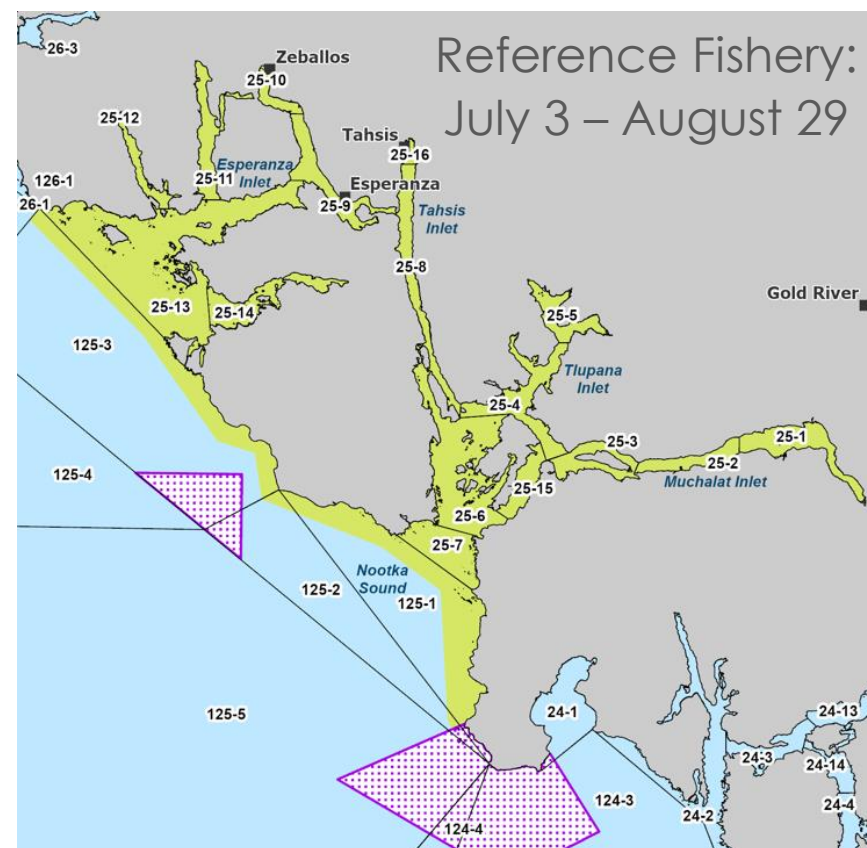 Reference Fishery:
July 3 – August 29
26-3
Zeballos
25-10
25-12
Tahsis
25-16
Esperanza
Inlet
126-1
25-11
Esperanza
26-1
25-9
Tahsis
Inlet
25-8
Gold River
25-13
25-14
25-5
125-3
Tlupana
Inlet
25-4
25-3
25-1
125-4
25-2
25-15
Muchalat Inlet
25-6
25-7
Nootka
Sound
125-2
125-1
125-5
24-1
24-13
24-3
24-14
124-3
24-4
24-2
124-4